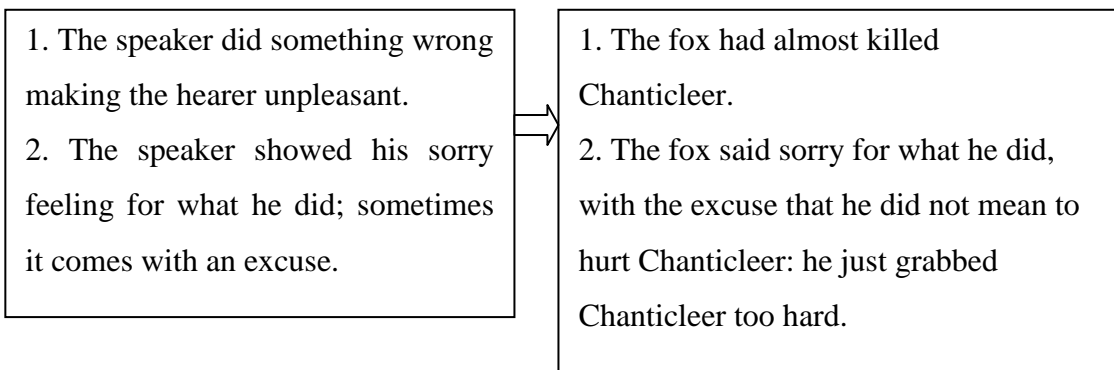 1. The speaker did something wrong
making the hearer unpleasant.
2. The speaker showed his sorry
feeling for what he did; sometimes
it comes with an excuse.
1. The fox had almost killed
Chanticleer.
2. The fox said sorry for what he did,
with the excuse that he did not mean to
hurt Chanticleer: he just grabbed
Chanticleer too hard.